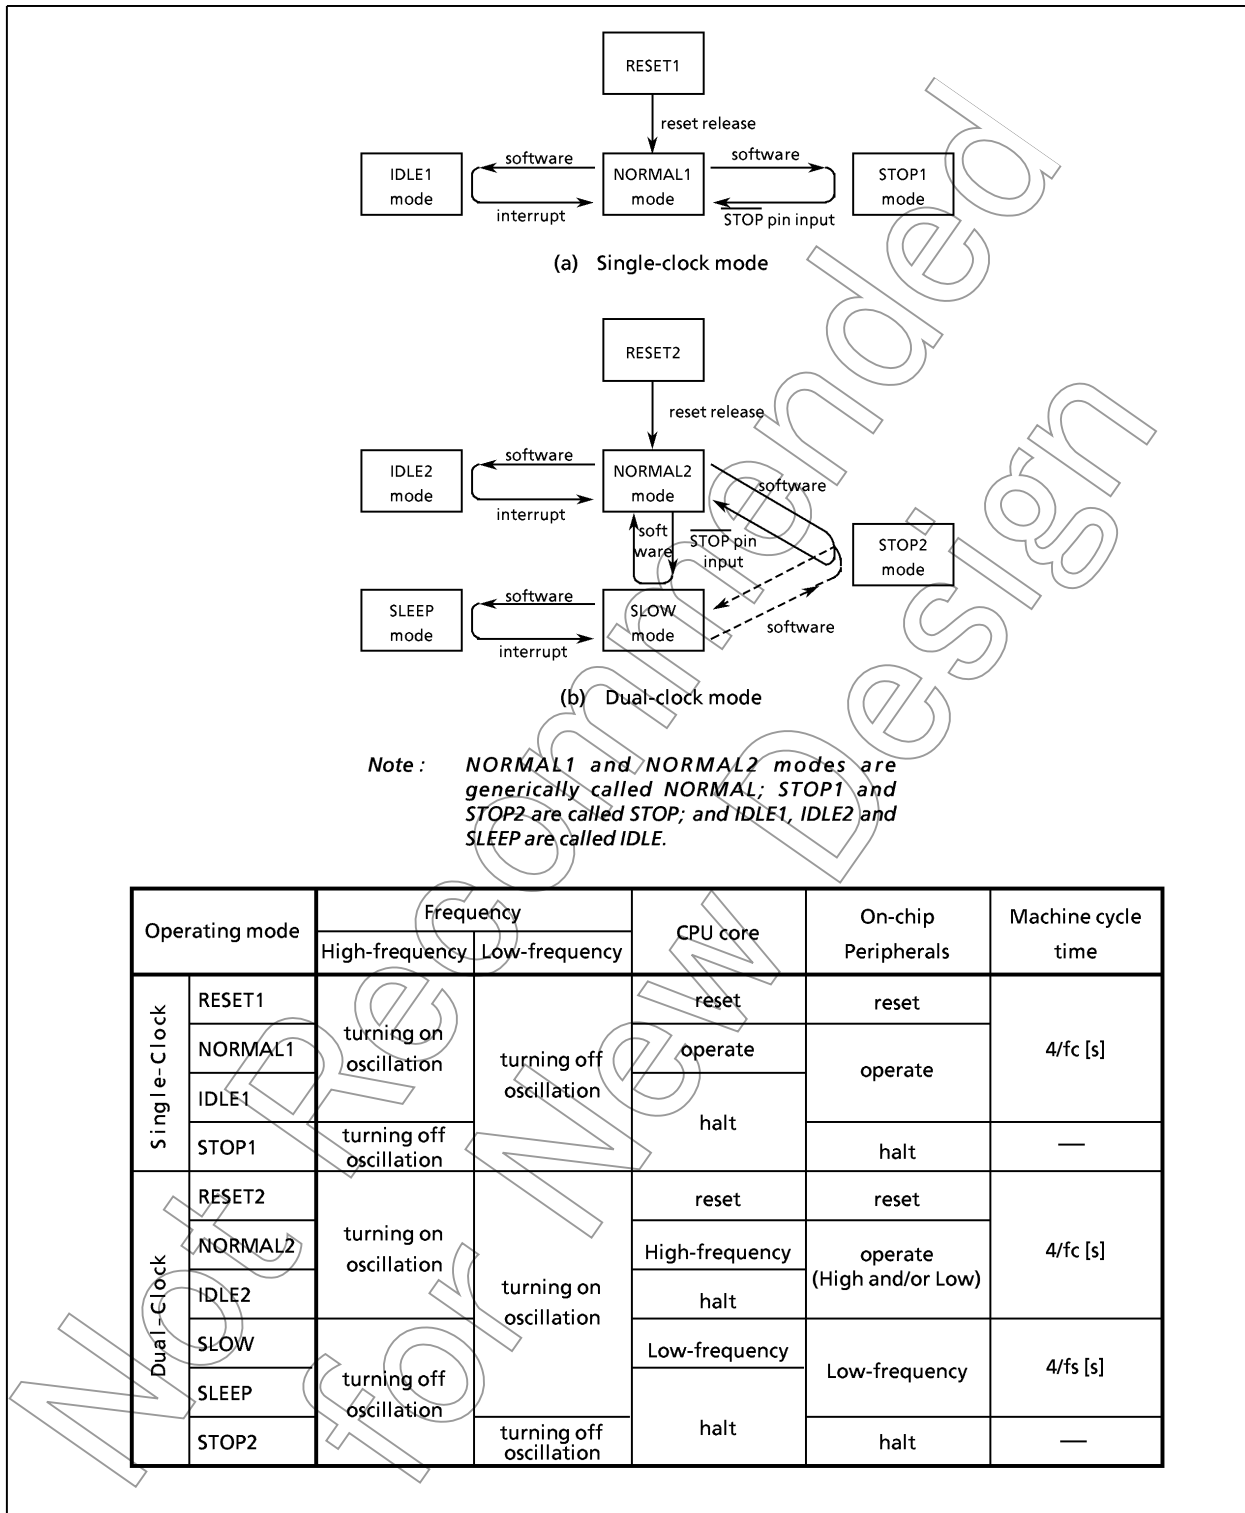 RESET1
reset release
IDLE1
mode
software
interrupt
NORMAL1
mode
software
STOP pin input
STOP1
mode
(a) Single-clock mode
RESET2
reset release
IDLE2
mode
software
interrupt
NORMAL2
mode
software
soft
ware
STOP pin
input
STOP2
mode
SLEEP
mode
software
interrupt
SLOW
mode
software
(b) Dual-clock mode
Note : NORMAL1 and NORMAL2 modes are
generically called NORMAL; STOP1 and
STOP2 are called STOP; and IDLE1, IDLE2 and
SLEEP are called IDLE.
Operating mode
Frequency
High-frequency
Low-frequency
CPU core
On-chip
Peripherals
Machine cycle
time
Single-Clock
RESET1
NORMAL1
IDLE1
STOP1
turning on
oscillation
turning off
oscillation
turning off
oscillation
reset
operate
halt
reset
operate
halt
4/fc [s]
—
Dual-Clock
RESET2
NORMAL2
IDLE2
SLOW
SLEEP
STOP2
turning on
oscillation
turning off
oscillation
turning on
oscillation
turning off
oscillation
reset
High-frequency
halt
Low-frequency
halt
reset
operate
(High and/or Low)
Low-frequency
halt
4/fc [s]
4/fs [s]
—
Not Recommended
for New Design